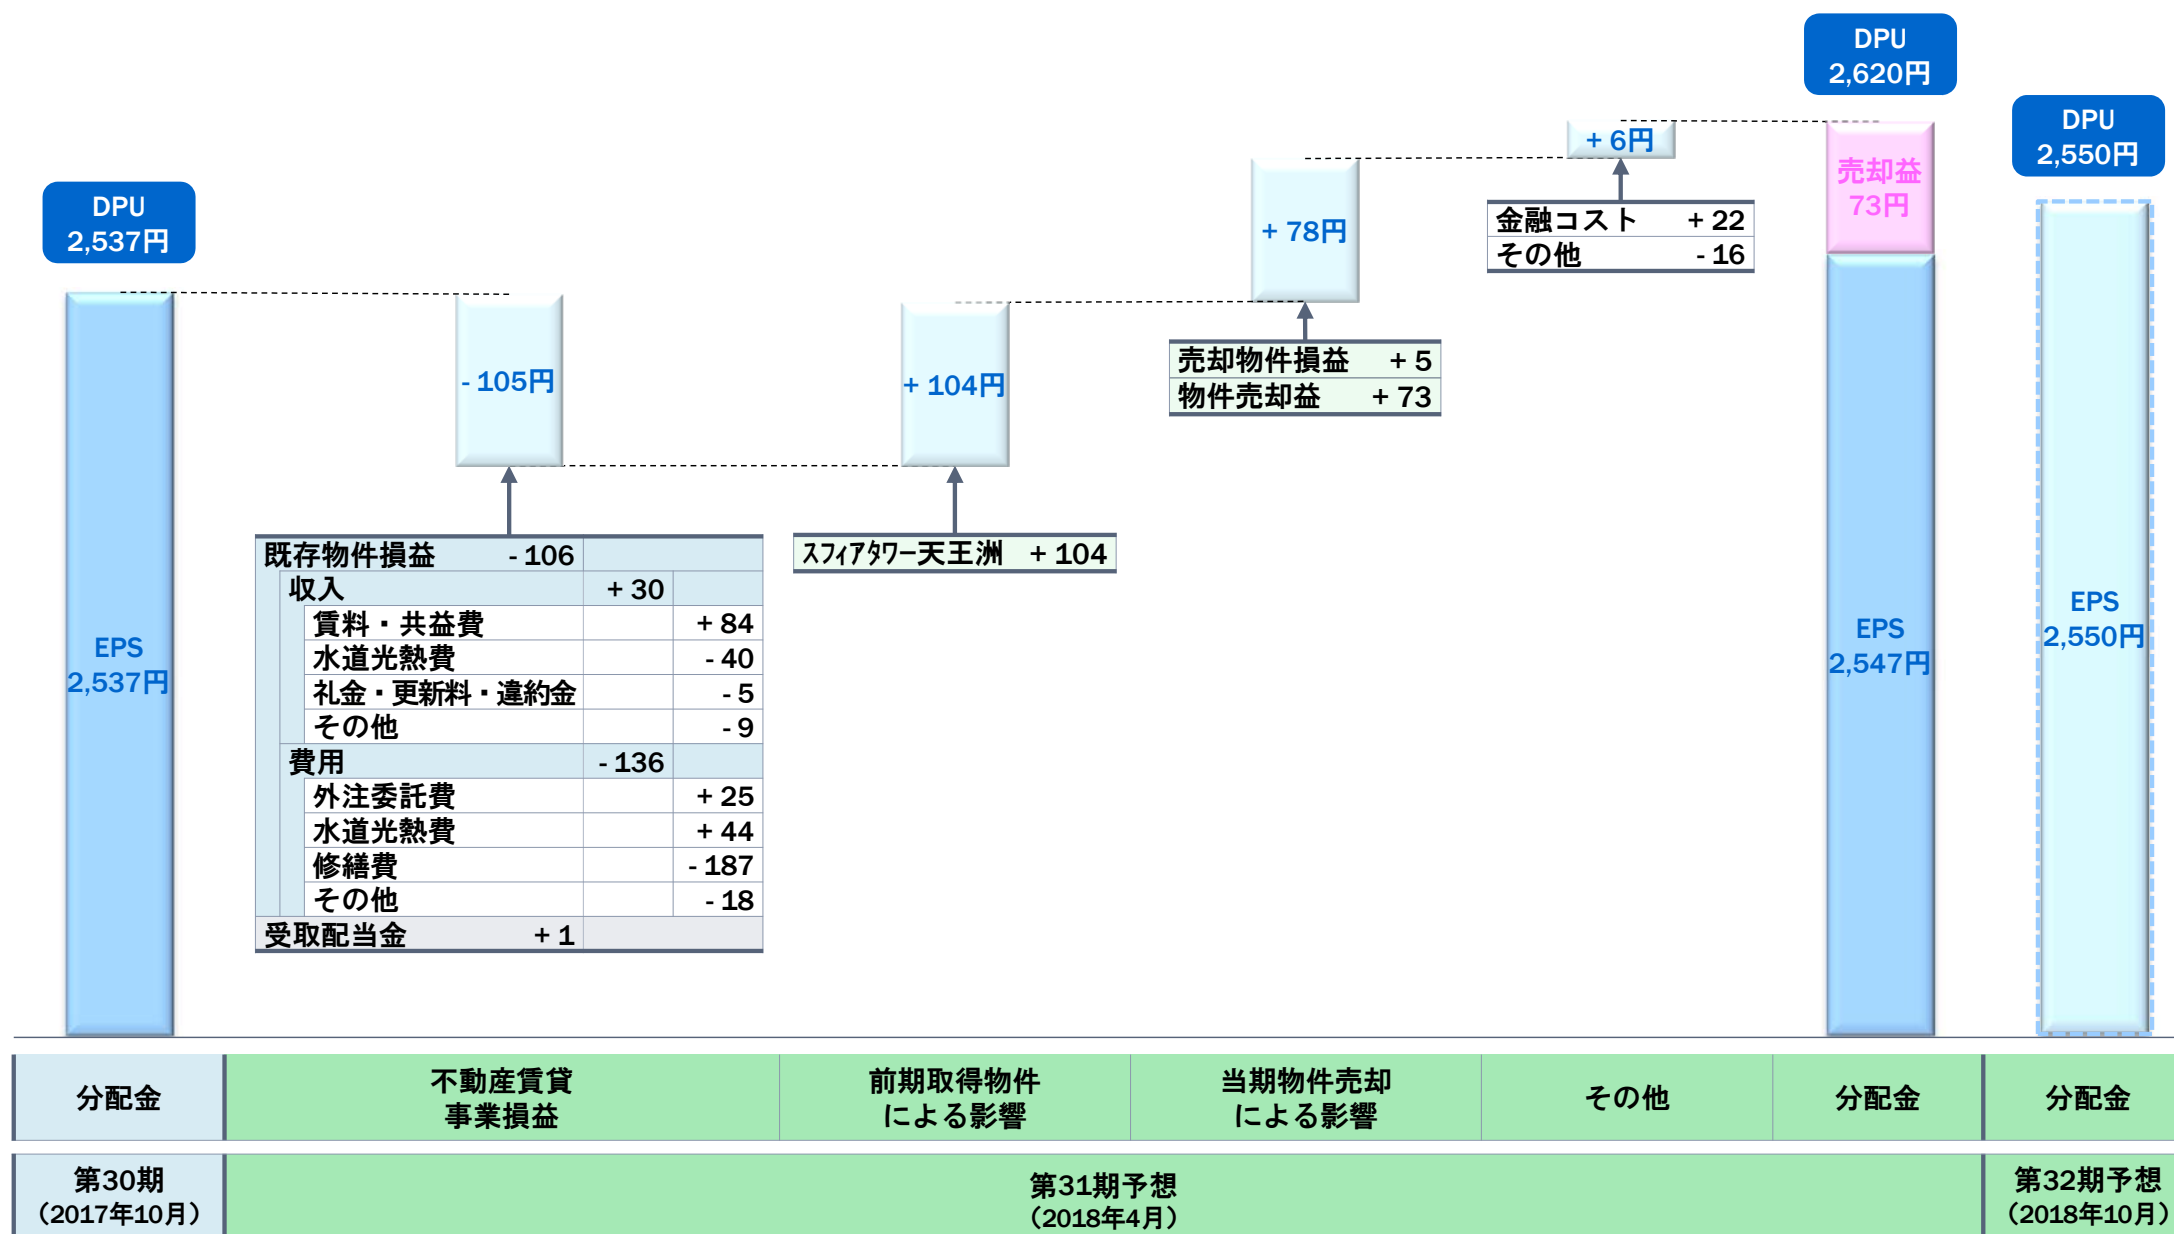 DPU
2,537円
EPS
2,537円
- 105円
既存物件損益 - 106
収入 + 30
賃料・共益費 + 84
水道光熱費 - 40
礼金・更新料・違約金 - 5
その他 - 9
費用 - 136
外注委託費 + 25
水道光熱費 + 44
修繕費 - 187
その他 - 18
受取配当金 + 1
+ 104円
ｽﾌｨｱﾀﾜｰ天王洲 + 104
+ 78円
売却物件損益 + 5
物件売却益 + 73
+ 6円
金融コスト + 22
その他 - 16
DPU
2,620円
売却益
73円
EPS
2,547円
DPU
2,550円
EPS
2,550円
分配金
不動産賃貸
事業損益
前期取得物件
による影響
当期物件売却
による影響
その他
分配金
分配金
第30期
（2017年10月）
第31期予想
（2018年4月）
第32期予想
（2018年10月）